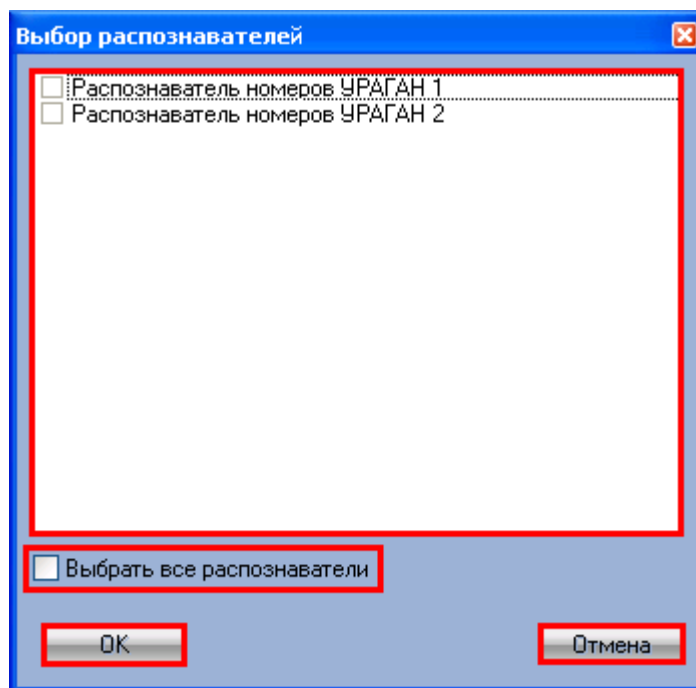 Выбор распознавателей
Распознаватель номеров УРАГАН 1
Распознаватель номеров УРАГАН 2
Выбрать все распознаватели
OK
Отмена